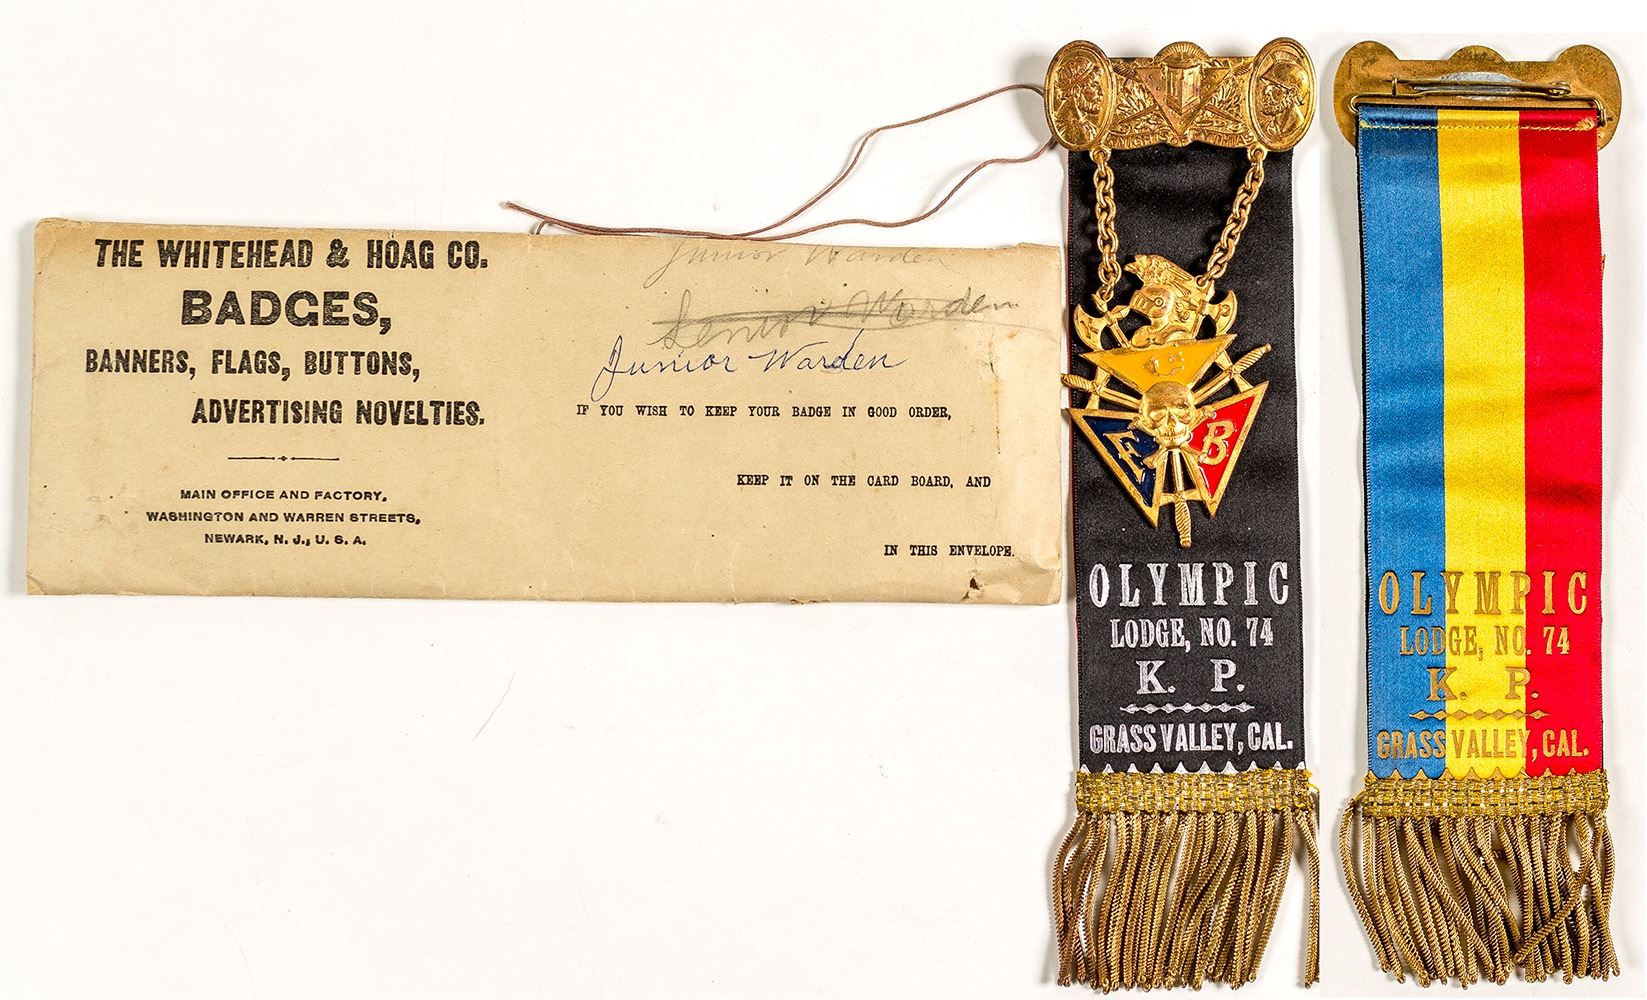 THE WHITEHEAD & HOAG CO.
BADGES,
BANNERS, FLAGS, BUTTONS,
ADVERTISING NOVELTIES.
MAIN OFFICE AND FACTORY,
WASHINGTON AND WARREN STREETS,
NEWARK, N. J., U. S. A.
Junior Warden
Senior Warden
Junior Warden
IF YOU WISH TO KEEP YOUR BADGE IN GOOD ORDER,
KEEP IT ON THE CARD BOARD, AND
IN THIS ENVELOPE.
C
F B
OLYMPIC
LODGE, NO. 74
K. P.
GRASS VALLEY, CAL.
OLYMPIC
LODGE, NO. 74
K. P.
GRASS VALLEY, CAL.